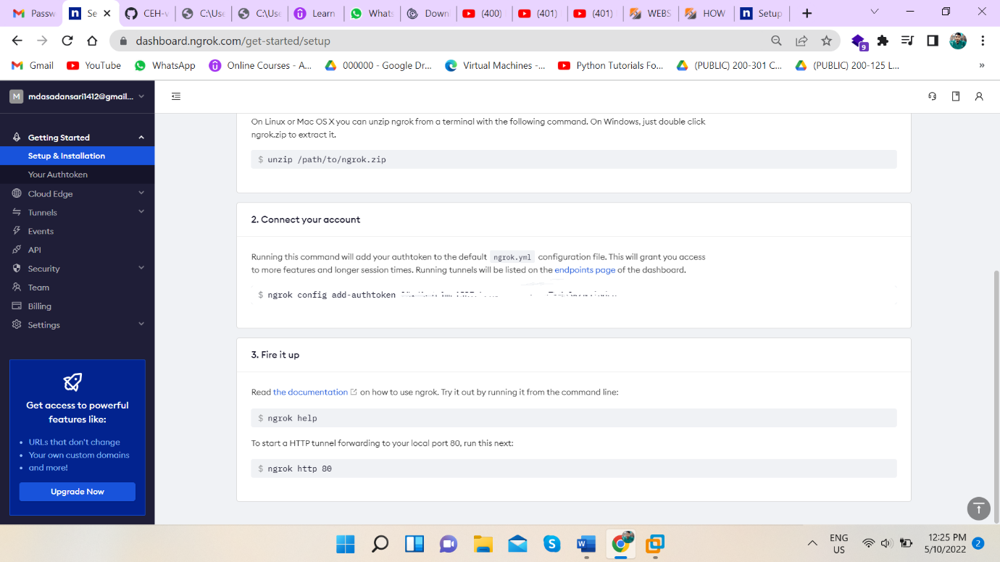 Passw
Se
CEH-v
C:\Use
C:\Use
Learn
Whats
Down
(400)
(401)
(401)
WEBS
HOW
Setup
dashboard.ngrok.com/get-started/setup
9
Gmail
YouTube
WhatsApp
Online Courses - A...
000000 - Google Dr...
Virtual Machines -...
Python Tutorials Fo...
(PUBLIC) 200-301 C...
(PUBLIC) 200-125 L...
»
M mdasadansari1412@gmail...
Getting Started
Setup & Installation
Your Authtoken
Cloud Edge
Tunnels
Events
API
Security
Team
Billing
Settings
Get access to powerful
features like:
• URLs that don't change
• Your own custom domains
• and more!
Upgrade Now
On Linux or Mac OS X you can unzip ngrok from a terminal with the following command. On Windows, just double click
ngrok.zip to extract it.
$ unzip /path/to/ngrok.zip
2. Connect your account
Running this command will add your authtoken to the default ngrok.yml configuration file. This will grant you access
to more features and longer session times. Running tunnels will be listed on the endpoints page of the dashboard.
$ ngrok config add-authtoken
3. Fire it up
Read the documentation on how to use ngrok. Try it out by running it from the command line:
$ ngrok help
To start a HTTP tunnel forwarding to your local port 80, run this next:
$ ngrok http 80
ENG
US
12:25 PM
5/10/2022
2